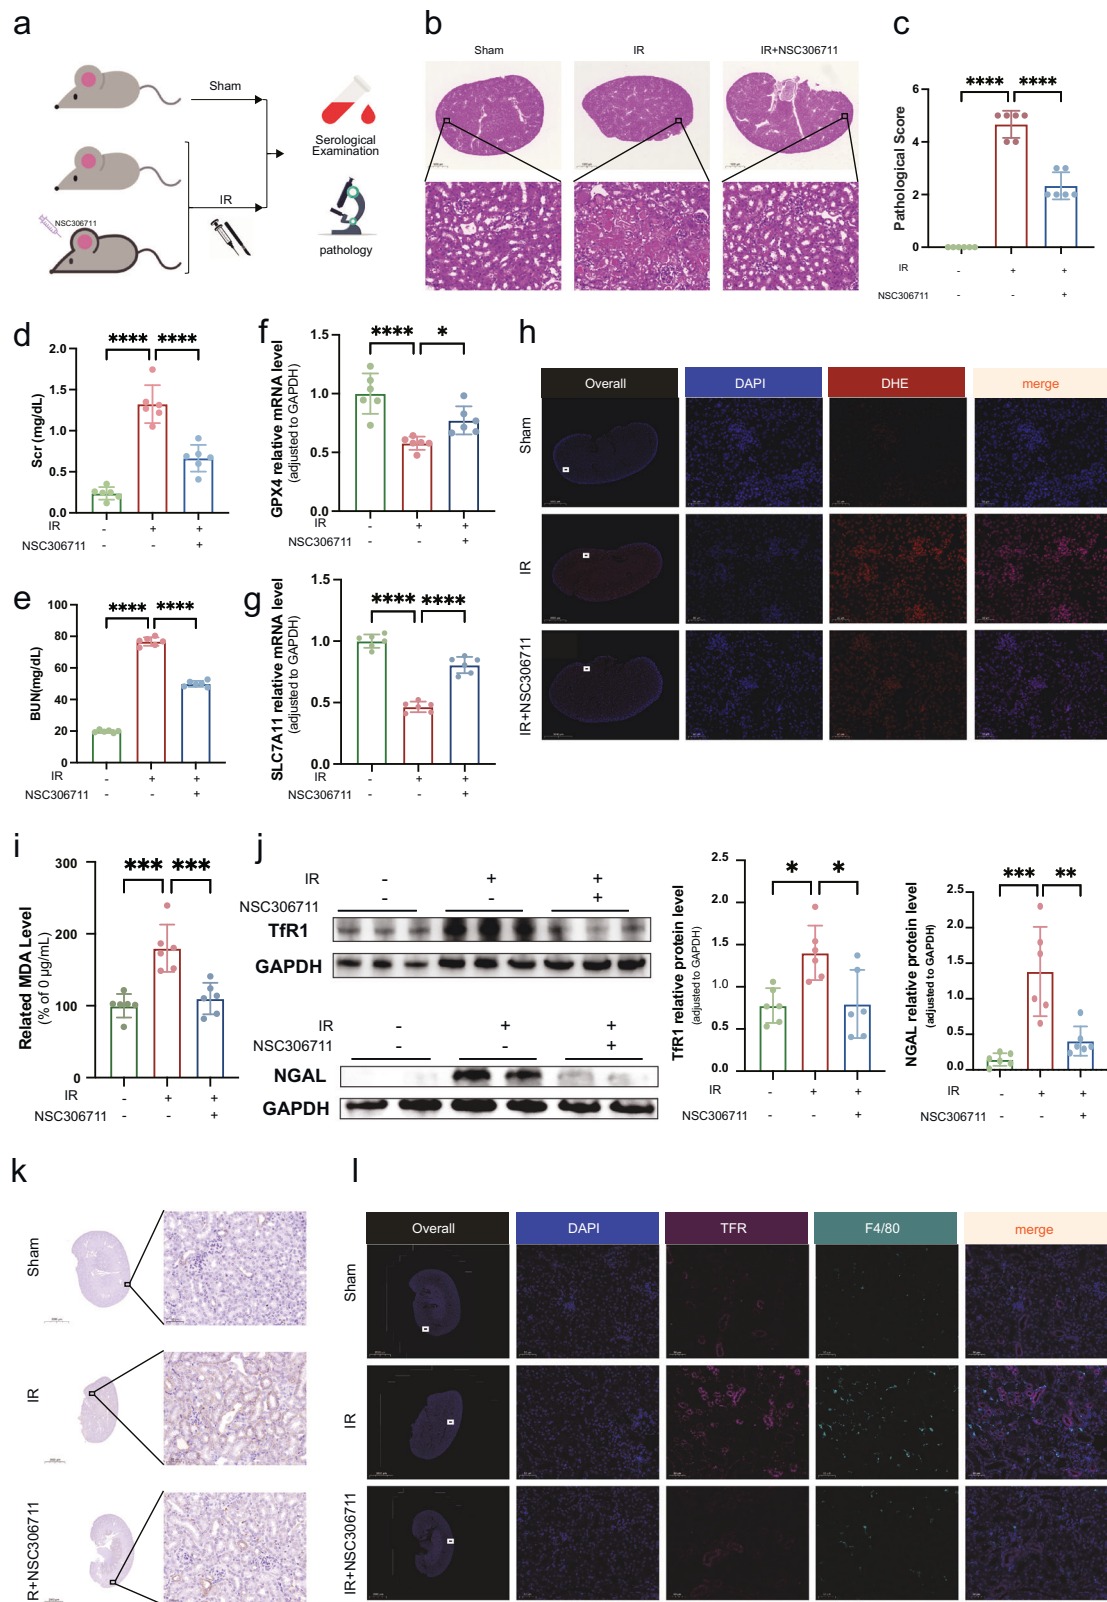 a
Sham
IR
NSC306711
Serological
Examination
pathology
b
Sham
IR
IR+NSC306711
c
Pathological Score
6
4
2
0
****
****
IR
-
+
+
NSC306711
-
-
+
d
Scr (mg/dL)
2.0
1.5
1.0
0.5
0.0
****
****
IR
-
+
+
NSC306711
-
-
+
f
GPX4 relative mRNA level
(adjusted to GAPDH)
1.5
1.0
0.5
0.0
****
*
IR
-
+
+
NSC306711
-
-
+
e
BUN(mg/dL)
100
80
60
40
20
0
****
****
IR
-
+
+
NSC306711
-
-
+
g
SLC7A11 relative mRNA level
(adjusted to GAPDH)
1.5
1.0
0.5
0.0
****
****
IR
-
+
+
NSC306711
-
-
+
h
Overall
DAPI
DHE
merge
Sham
IR
IR+NSC306711
i
Related MDA Level
(% of 0 μg/mL)
300
200
100
0
***
***
IR
-
+
+
NSC306711
-
-
+
j
IR
-
+
+
NSC306711
-
-
+
TfR1
GAPDH
IR
-
+
+
NSC306711
-
-
+
NGAL
GAPDH
TfR1 relative protein level
(adjusted to GAPDH)
2.0
1.5
1.0
0.5
0.0
*
*
IR
-
+
+
NSC306711
-
-
+
NGAL relative protein level
(adjusted to GAPDH)
2.5
2.0
1.5
1.0
0.5
0.0
***
**
IR
-
+
+
NSC306711
-
-
+
k
Sham
IR
R+NSC306711
l
Overall
DAPI
TFR
F4/80
merge
Sham
IR
IR+NSC306711